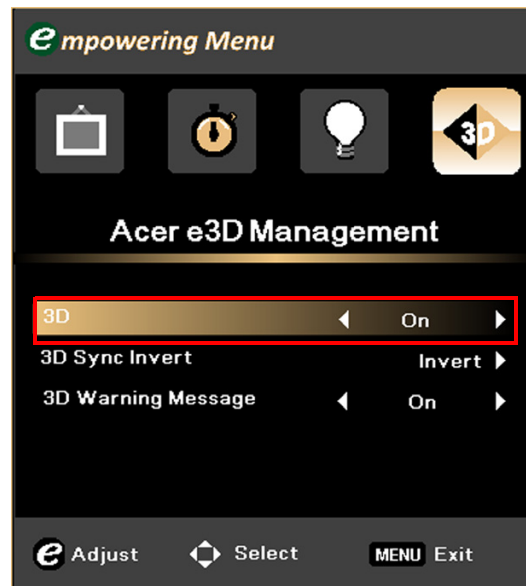 empowering Menu
3D
Acer e3D Management
3D On
3D Sync Invert Invert
3D Warning Message On
e Adjust Select MENU Exit